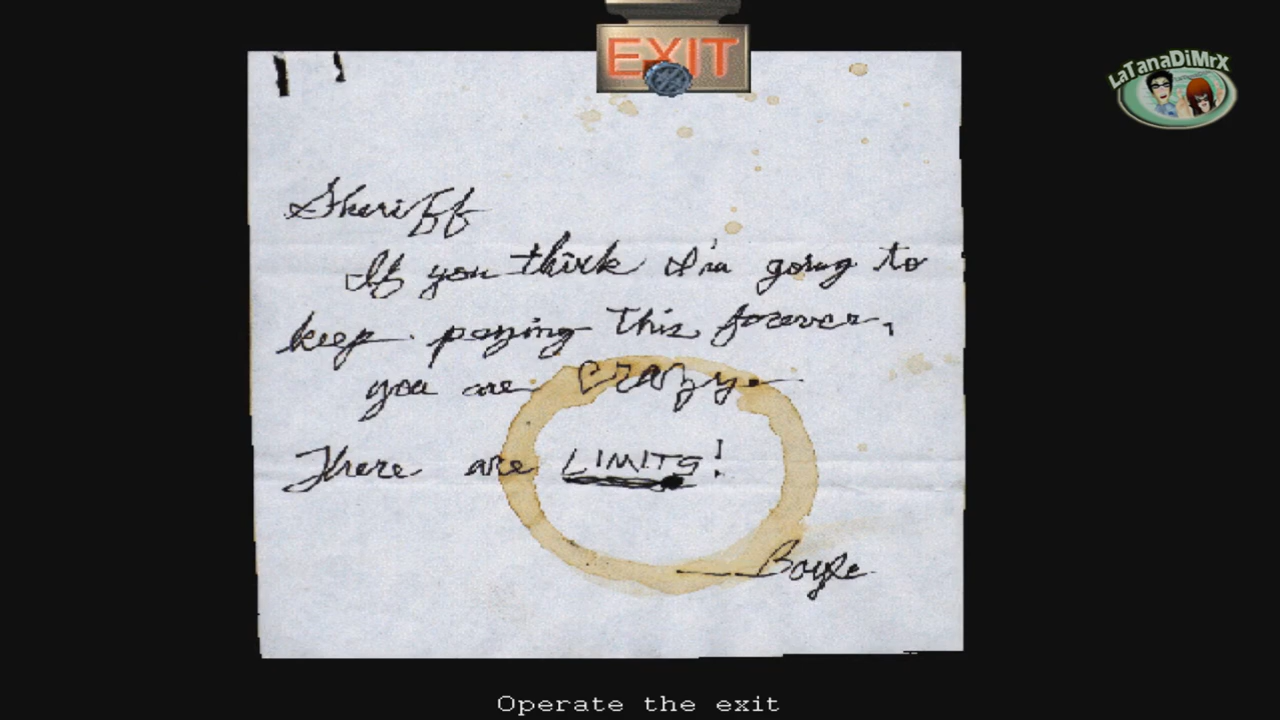 EXIT
LaTanaDiMrX
Sheriff
If you think I'm going to
keep paying this forever,
you are crazy.
There are LIMITS!
Boyle
Operate the exit